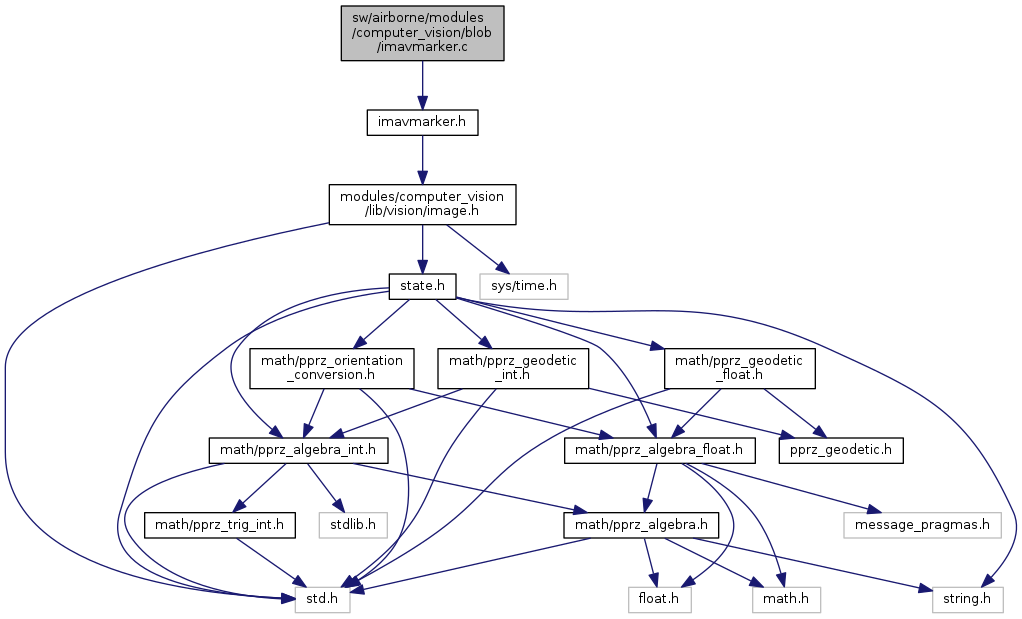 sw/airborne/modules
/computer_vision/blob
/imavmarker.c
imavmarker.h
modules/computer_vision
/lib/vision/image.h
state.h
sys/time.h
math/pprz_orientation
_conversion.h
math/pprz_geodetic
_int.h
math/pprz_geodetic
_float.h
math/pprz_algebra_int.h
math/pprz_algebra_float.h
pprz_geodetic.h
math/pprz_trig_int.h
stdlib.h
math/pprz_algebra.h
message_pragmas.h
std.h
float.h
math.h
string.h